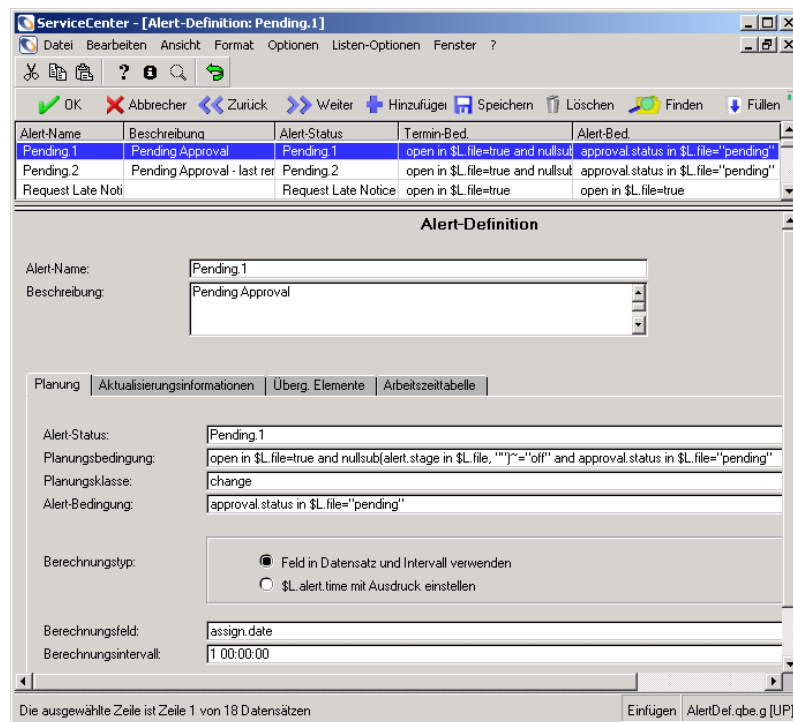 ServiceCenter - [Alert-Definition: Pending.1]
Datei Bearbeiten Ansicht Format Optionen Listen-Optionen Fenster ?
OK Abbrecher Zurück Weiter Hinzufüger Speichern Löschen Finden Füllen
Alert-Name Beschreibung Alert-Status Termin-Bed. Alert-Bed.
Pending.1 Pending Approval Pending.1 open in $L.file=true and nullsul approval.status in $L.file="pending"
Pending.2 Pending Approval - last rer Pending.2 open in $L.file=true and nullsul approval.status in $L.file="pending"
Request Late Noti Request Late Notice open in $L.file=true open in $L.file=true
Alert-Definition
Alert-Name: Pending.1
Beschreibung: Pending Approval
Planung Aktualisierungsinformationen Überg. Elemente Arbeitszeittabelle
Alert-Status: Pending.1
Planungsbedingung: open in $L.file=true and nullsub(alert.stage in $L.file, "")~="off" and approval.status in $L.file="pending"
Planungsklasse: change
Alert-Bedingung: approval.status in $L.file="pending"
Berechnungstyp: Feld in Datensatz und Intervall verwenden
$L.alert.time mit Ausdruck einstellen
Berechnungsfeld: assign.date
Berechnungsintervall: 1 00:00:00
Die ausgewählte Zeile ist Zeile 1 von 18 Datensätzen Einfügen AlertDef.qbe.g [UP]